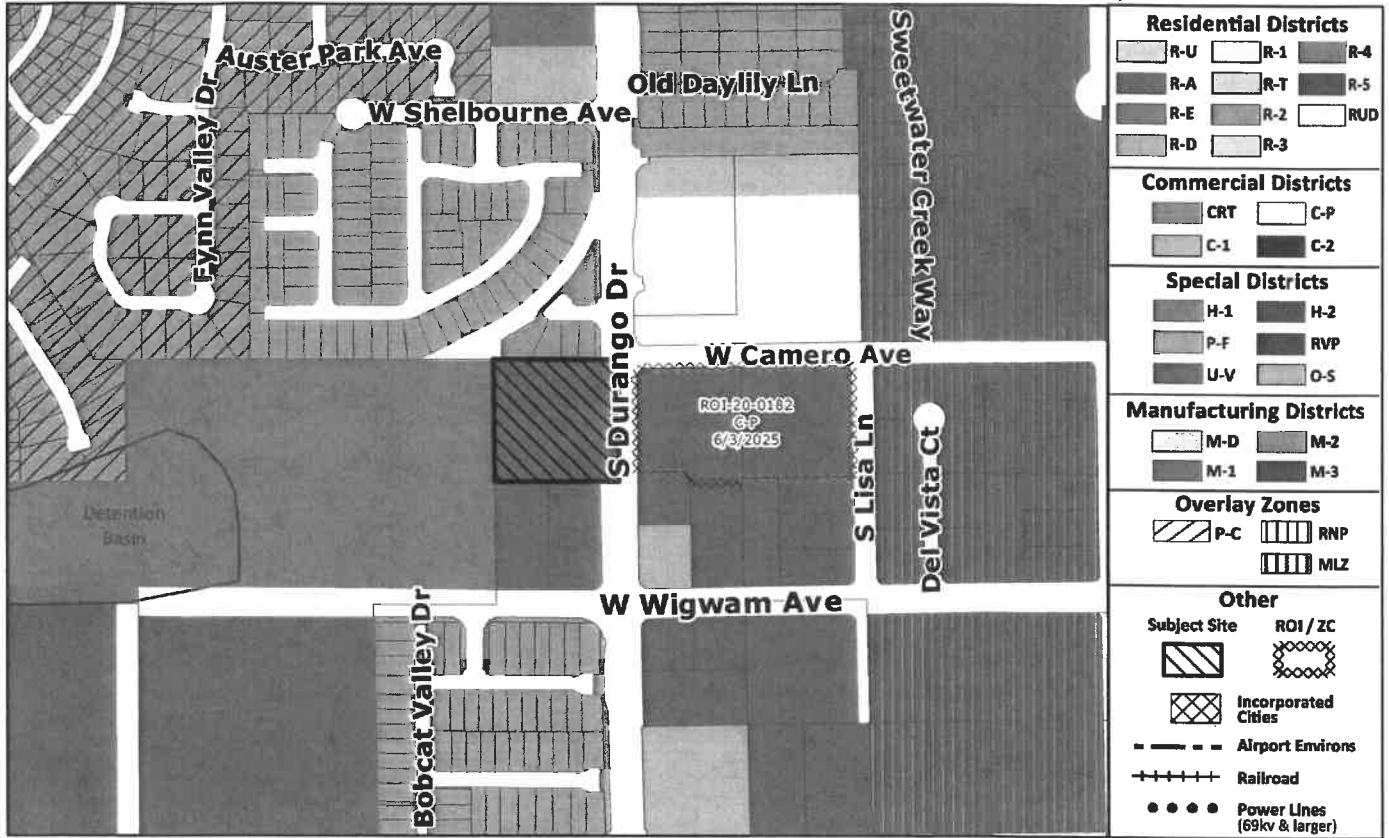 Auster Park Ave
Fynn Valley Dr
W Shelbourne Ave
Old Daylily Ln
Sweetwater Creek Way
S Durango Dr
W Camero Ave
ROI-20-0182
C-P
6/3/2025
S Lisa Ln
Del Vista Ct
Detention
Basin
W Wigwam Ave
Bobcat Valley Dr
Residential Districts
R-U R-1 R-4
R-A R-T R-5
R-E R-2 RUD
R-D R-3
Commercial Districts
CRT C-P
C-1 C-2
Special Districts
H-1 H-2
P-F RVP
U-V O-S
Manufacturing Districts
M-D M-2
M-1 M-3
Overlay Zones
P-C RNP
MLZ
Other
Subject Site ROI / ZC
Incorporated
Cities
Airport Environs
Railroad
Power Lines
(69kv & larger)